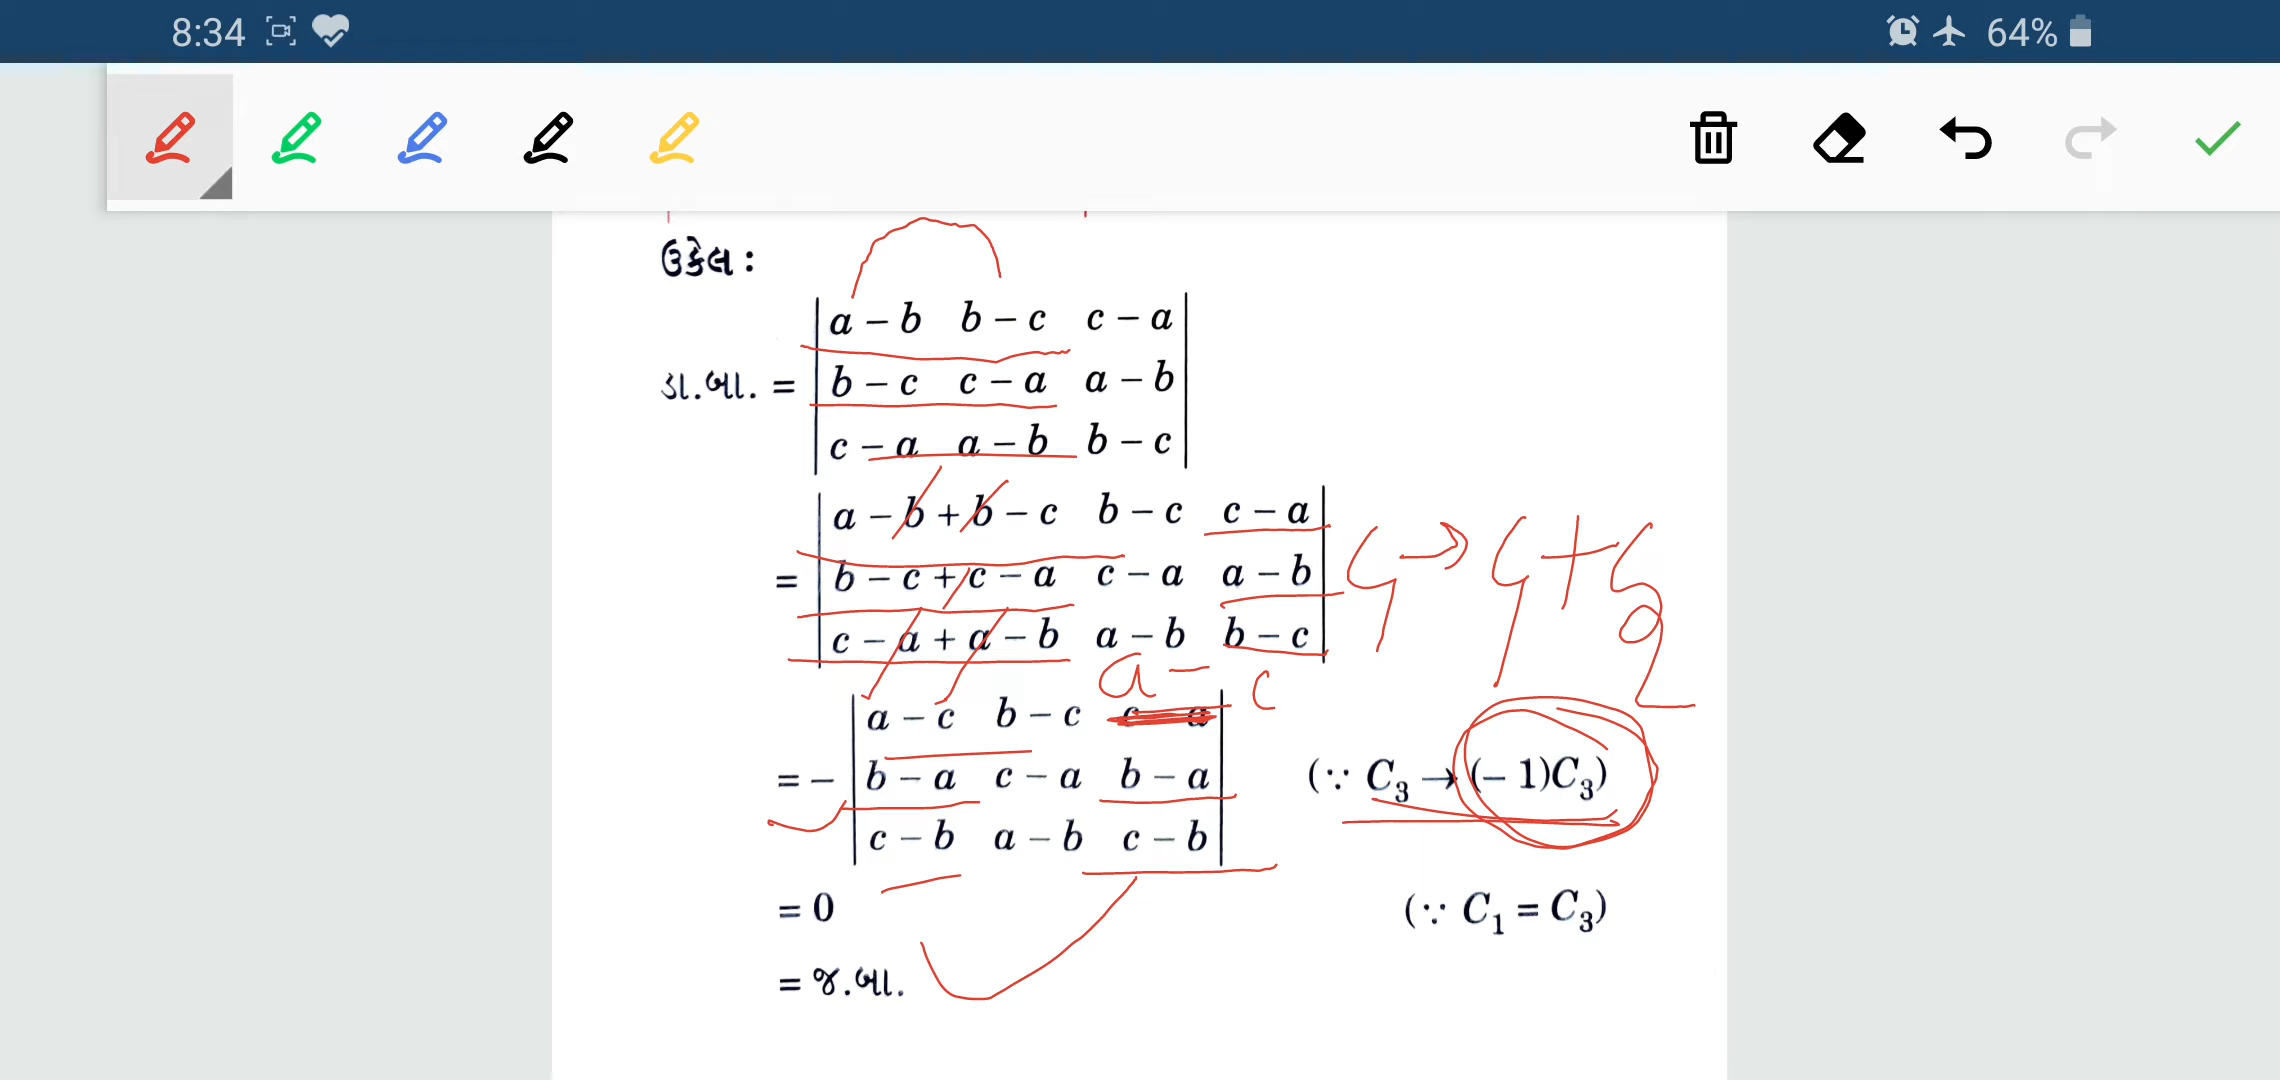 8:34 64%
ઉકેલ :
| a – b b – c c – a |
ડા.બા. = | b – c c – a a – b |
| c – a a – b b – c |
| a – b + b – c b – c c – a |
= | b – c + c – a c – a a – b | C₁ → C₁ + C₂
| c – a + a – b a – b b – c |
a – c
| a – c b – c c – a |
= – | b – a c – a b – a | (∵ C₃ → (– 1)C₃)
| c – b a – b c – b |
= 0 (∵ C₁ = C₃)
= જ.બા.